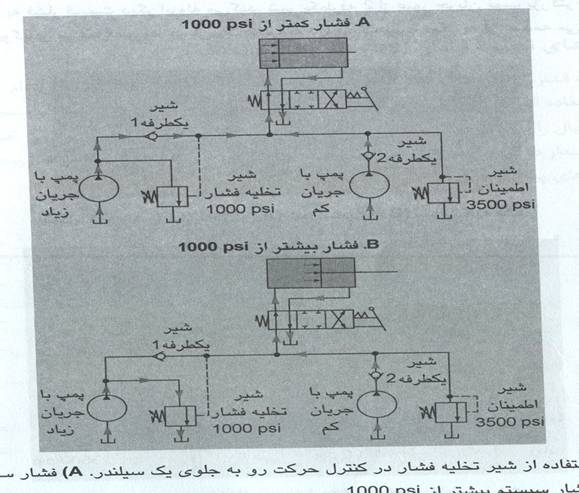 A. فشار کمتر از 1000 psi
شیر
یکطرفه 1
پمپ با
جریان
زیاد
شیر
تخلیه فشار
1000 psi
شیر
یکطرفه 2
پمپ با
جریان
کم
شیر
اطمینان
3500 psi
B. فشار بیشتر از 1000 psi
شیر
یکطرفه 1
پمپ با
جریان
زیاد
شیر
تخلیه فشار
1000 psi
شیر
یکطرفه 2
پمپ با
جریان
کم
شیر
اطمینان
3500 psi
از شیر تخلیه فشار در کنترل حرکت رو به جلوی یک سیلندر. A) فشار
سیستم بیشتر از 1000 psi